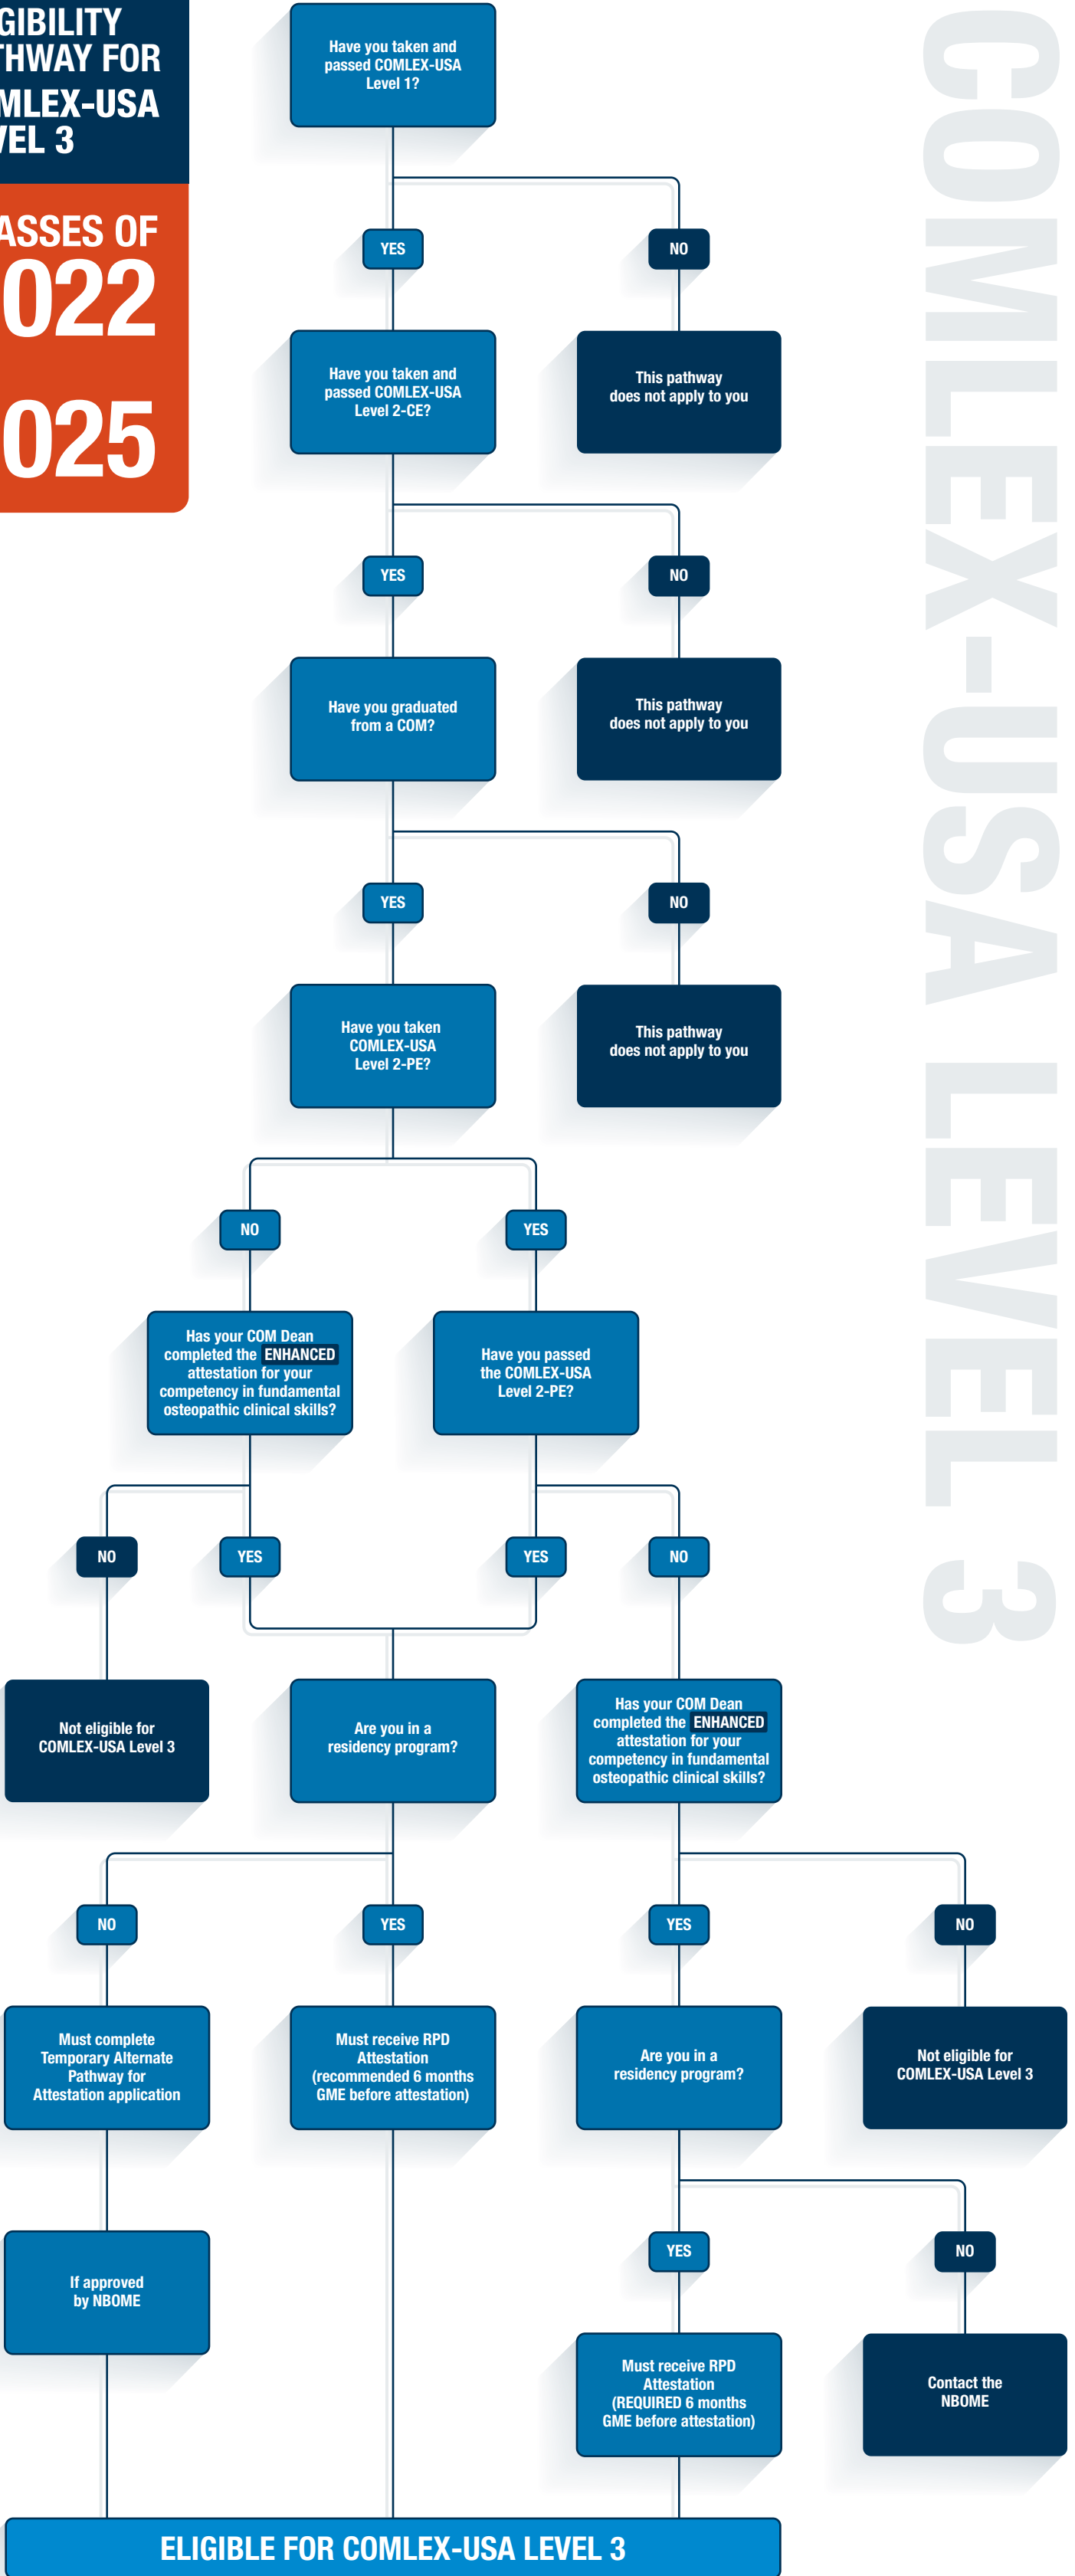 GIBILITY
THWAY FOR
MLEX-USA
VEL 3
ASSES OF
022
025
COMLEX-USA LEVEL 3
Have you taken and
passed COMLEX-USA
Level 1?
YES
NO
Have you taken and
passed COMLEX-USA
Level 2-CE?
This pathway
does not apply to you
YES
NO
Have you graduated
from a COM?
This pathway
does not apply to you
YES
NO
Have you taken
COMLEX-USA
Level 2-PE?
This pathway
does not apply to you
NO
YES
Has your COM Dean
completed the ENHANCED
attestation for your
competency in fundamental
osteopathic clinical skills?
Have you passed
the COMLEX-USA
Level 2-PE?
NO
YES
YES
NO
Not eligible for
COMLEX-USA Level 3
Are you in a
residency program?
Has your COM Dean
completed the ENHANCED
attestation for your
competency in fundamental
osteopathic clinical skills?
NO
YES
YES
NO
Must complete
Temporary Alternate
Pathway for
Attestation application
Must receive RPD
Attestation
(recommended 6 months
GME before attestation)
Are you in a
residency program?
Not eligible for
COMLEX-USA Level 3
YES
NO
If approved
by NBOME
Must receive RPD
Attestation
(REQUIRED 6 months
GME before attestation)
Contact the
NBOME
ELIGIBLE FOR COMLEX-USA LEVEL 3